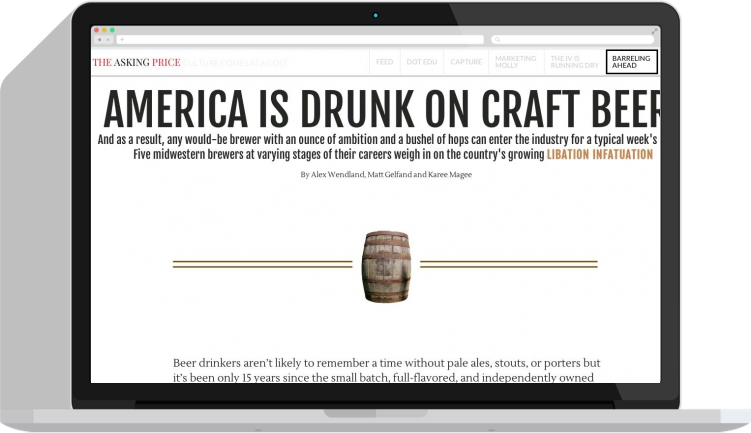 THE ASKING PRICE CULTURE COMES AT A COST
FEED
DOT EDU
CAPTURE
MARKETING
MOLLY
THE IV IS
RUNNING DRY
BARRELING
AHEAD
AMERICA IS DRUNK ON CRAFT BEER
And as a result, any would-be brewer with an ounce of ambition and a bushel of hops can enter the industry for a typical week's
Five midwestern brewers at varying stages of their careers weigh in on the country's growing LIBATION INFATUATION
By Alex Wendland, Matt Gelfand and Karee Magee
Beer drinkers aren't likely to remember a time without pale ales, stouts, or porters but
it's been only 15 years since the small batch, full-flavored, and independently owned